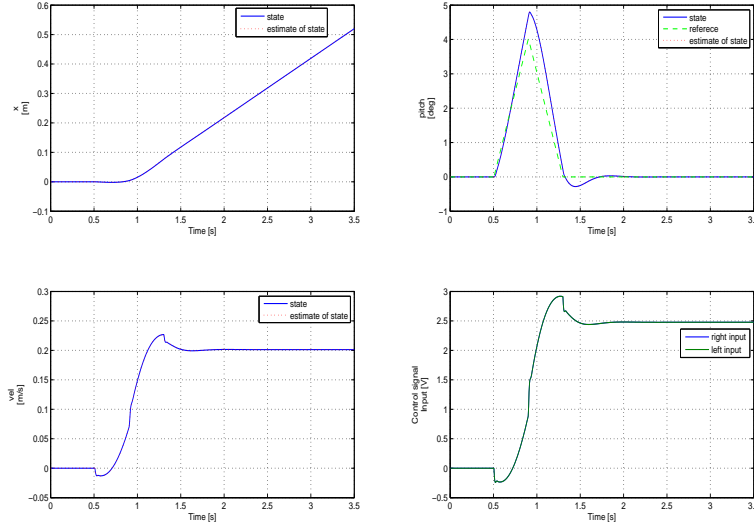 0.6
0.5
0.4
0.3
0.2
0.1
0
−0.1
x
[m]
0 0.5 1 1.5 2 2.5 3 3.5
Time [s]
state
estimate of state
5
4
3
2
1
0
−1
pitch
[deg]
0 0.5 1 1.5 2 2.5 3 3.5
Time [s]
state
referece
estimate of state
0.3
0.25
0.2
0.15
0.1
0.05
0
−0.05
vel
[m/s]
0 0.5 1 1.5 2 2.5 3 3.5
Time [s]
state
estimate of state
3
2.5
2
1.5
1
0.5
0
−0.5
Control signal
Input [V]
0 0.5 1 1.5 2 2.5 3 3.5
Time [s]
right input
left input